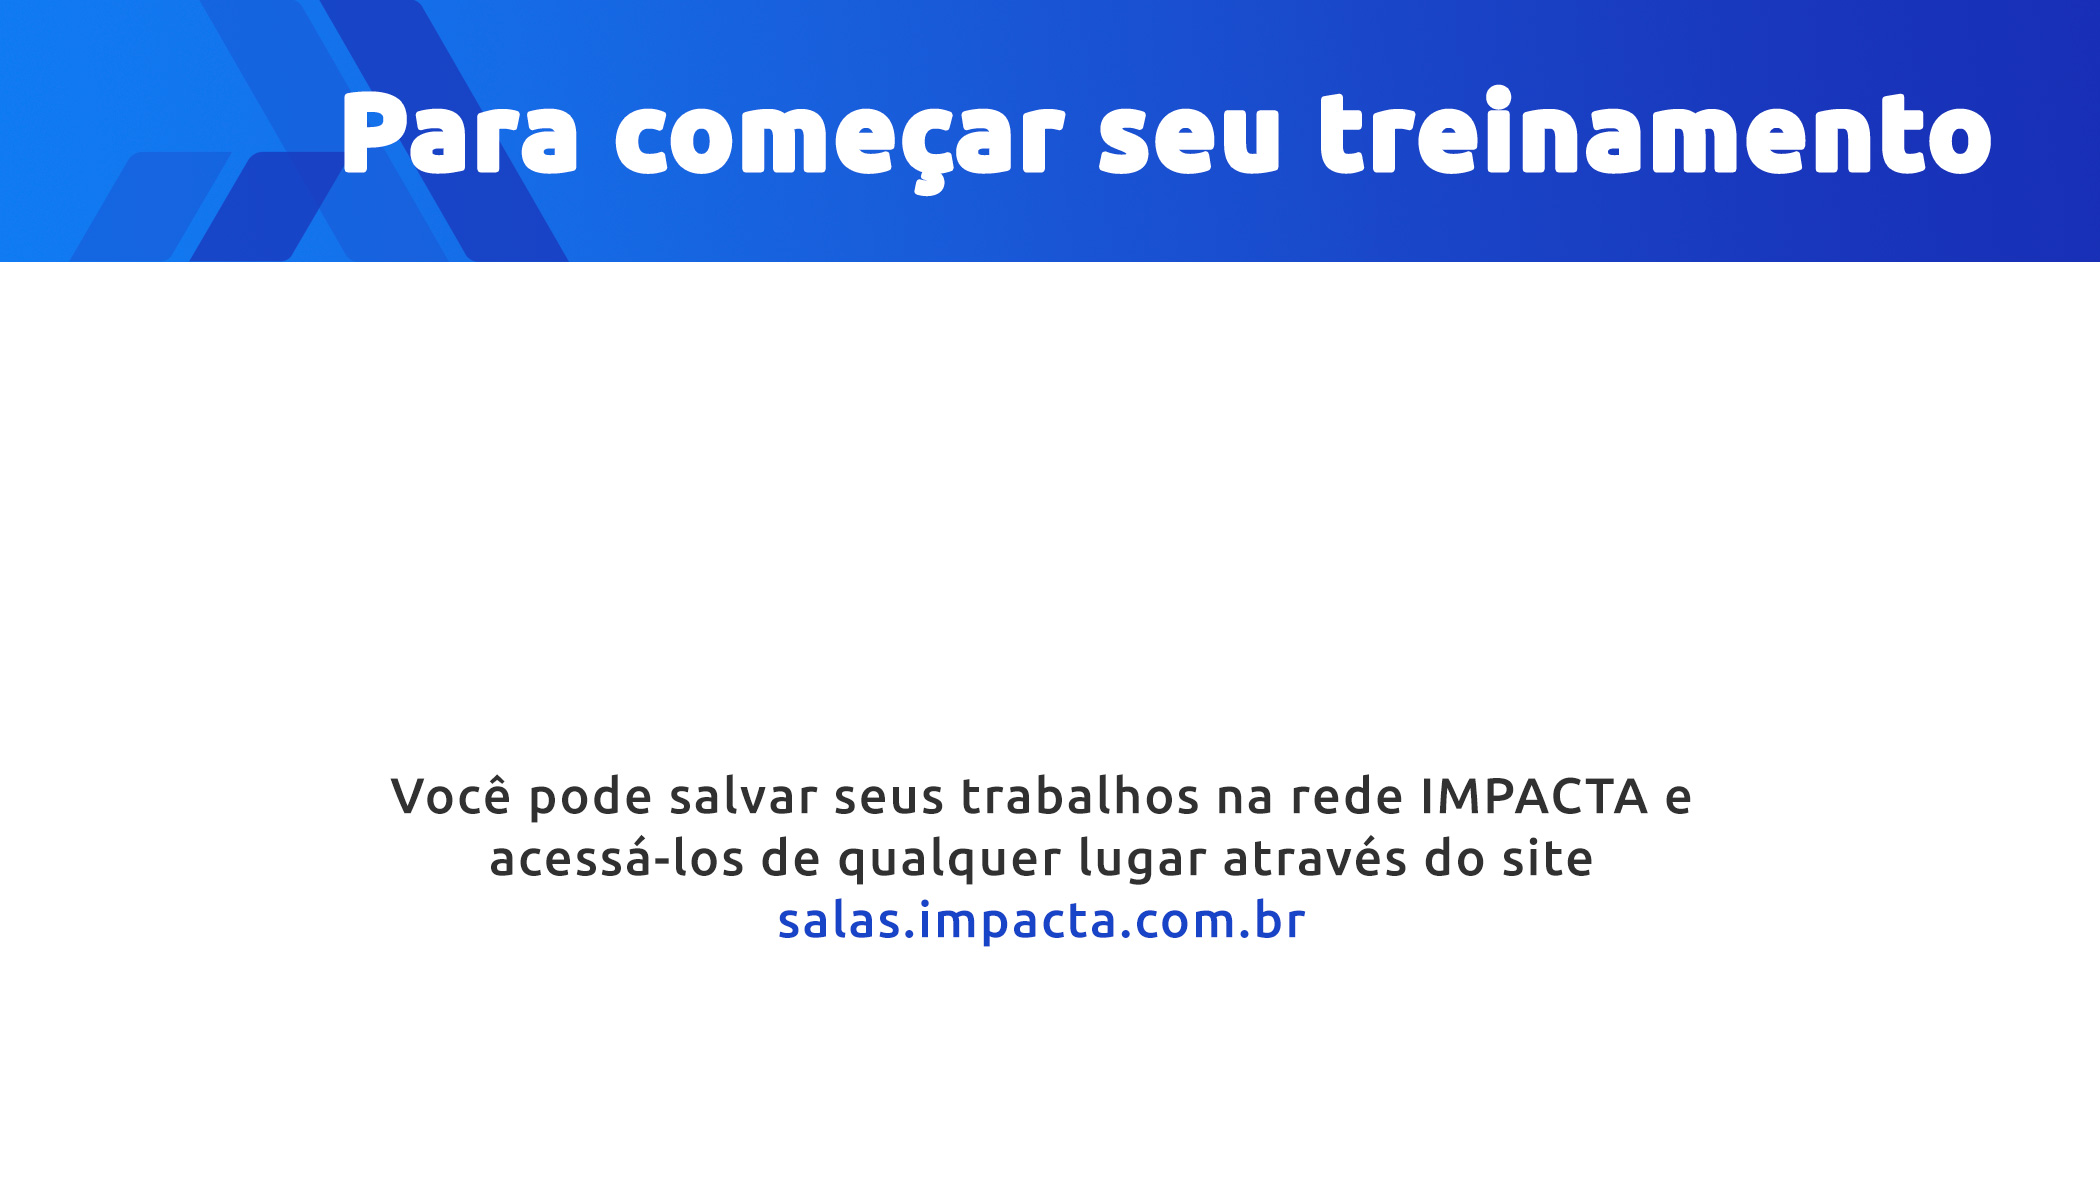 Para começar seu treinamento
Você pode salvar seus trabalhos na rede IMPACTA e
acessá-los de qualquer lugar através do site
salas.impacta.com.br